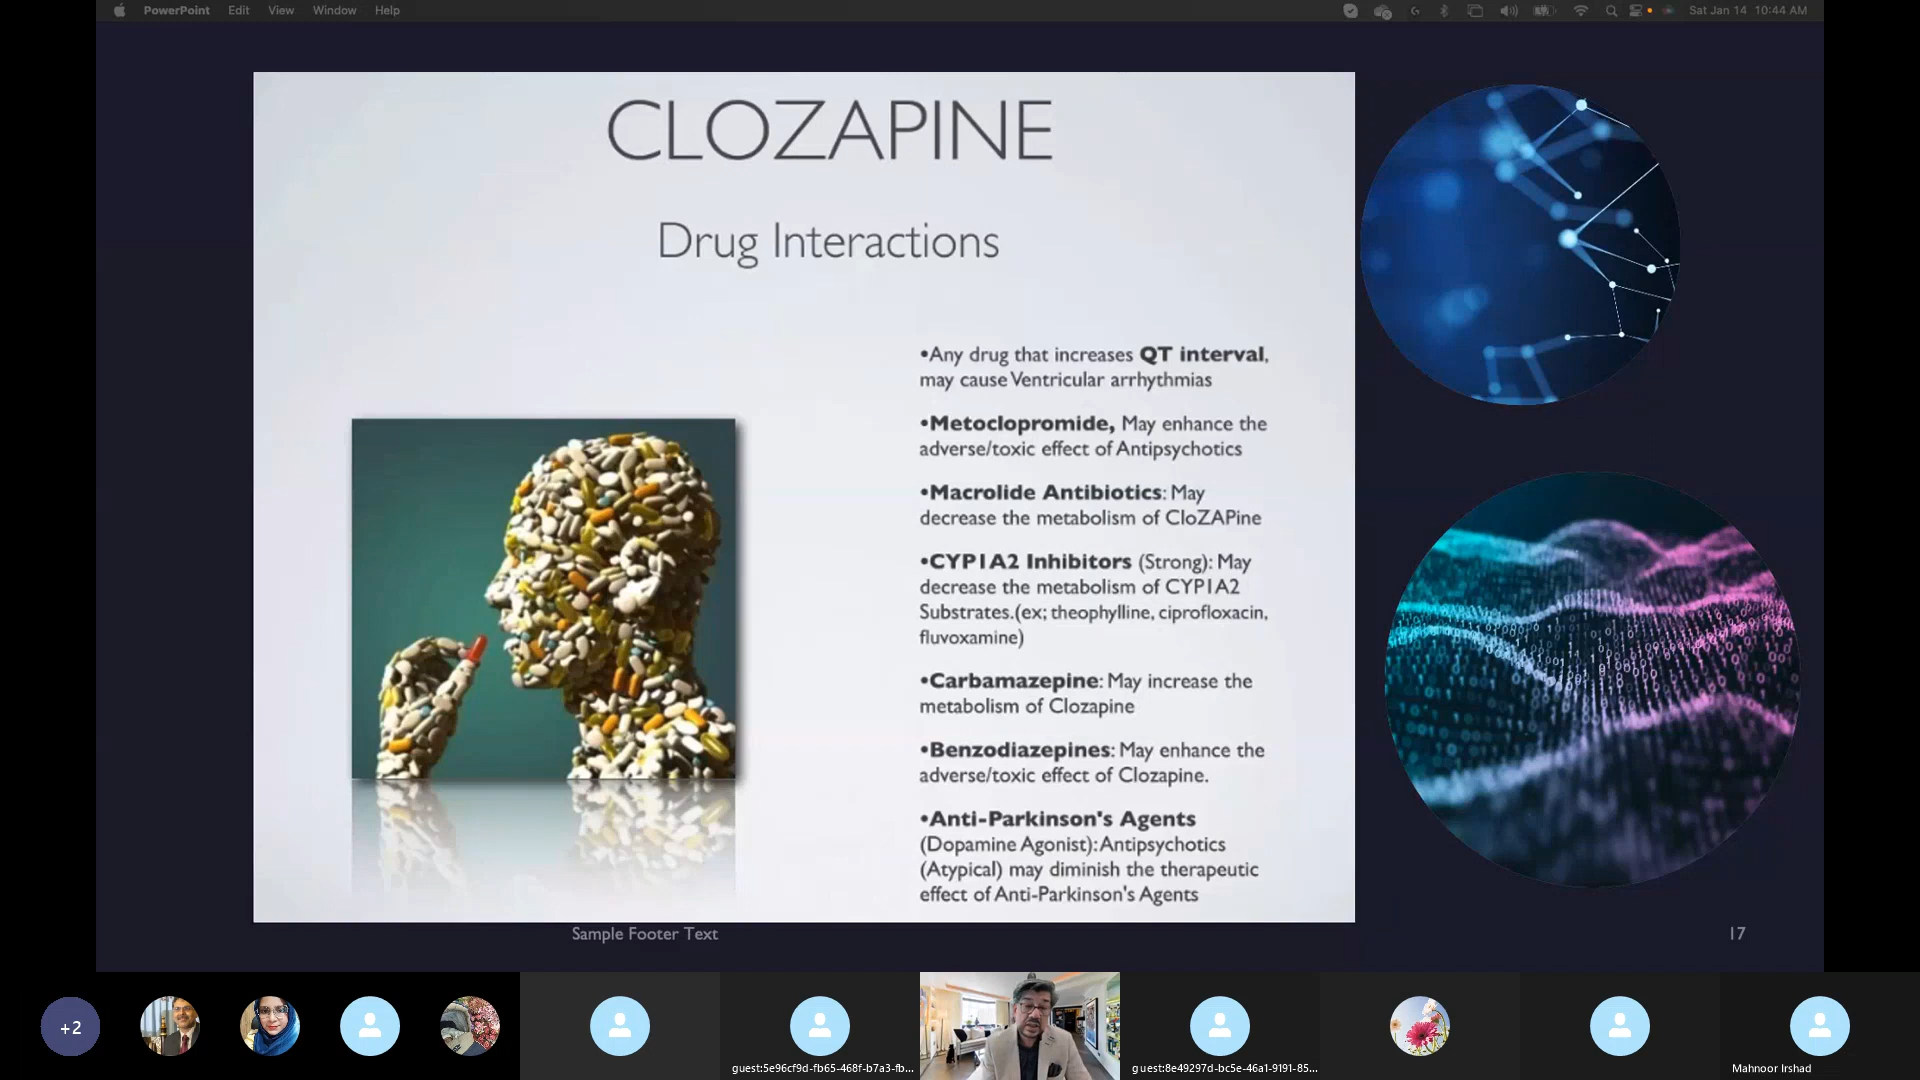 PowerPoint Edit View Window Help
Sat Jan 14 10:44 AM
CLOZAPINE
Drug Interactions
•Any drug that increases QT interval,
may cause Ventricular arrhythmias
•Metoclopromide, May enhance the
adverse/toxic effect of Antipsychotics
•Macrolide Antibiotics: May
decrease the metabolism of CloZAPine
•CYP1A2 Inhibitors (Strong): May
decrease the metabolism of CYP1A2
Substrates.(ex; theophylline, ciprofloxacin,
fluvoxamine)
•Carbamazepine: May increase the
metabolism of Clozapine
•Benzodiazepines: May enhance the
adverse/toxic effect of Clozapine.
•Anti-Parkinson's Agents
(Dopamine Agonist): Antipsychotics
(Atypical) may diminish the therapeutic
effect of Anti-Parkinson's Agents
Sample Footer Text
17
+2
guest:5e96cf9d-fb65-468f-b7a3-fb...
guest:8e49297d-bc5e-46a1-9191-85...
Mahnoor Irshad